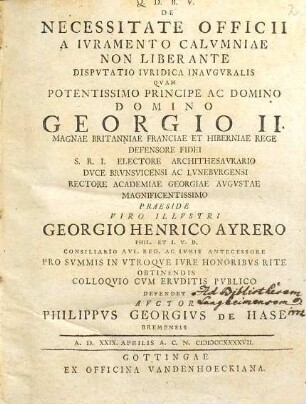 Q. D. B. V.
DE
NECESSITATE OFFICII
A IVRAMENTO CALVMNIAE
NON LIBERANTE
DISPVTATIO IVRIDICA INAVGVRALIS
QVAM
POTENTISSIMO PRINCIPE AC DOMINO
DOMINO
GEORGIO II.
MAGNAE BRITANNIAE FRANCIAE ET HIBERNIAE REGE
DEFENSORE FIDEI
S. R. I. ELECTORE ARCHITHESAVRARIO
DVCE BRVNSVICENSI AC LVNEBVRGENSI
RECTORE ACADEMIAE GEORGIAE AVGVSTAE
MAGNIFICENTISSIMO
PRAESIDE
VIRO ILLVSTRI
GEORGIO HENRICO AYRERO
PHIL. ET I. V. D.
CONSILIARIO AVL. REG. AC IVRIS ANTECESSORE
PRO SVMMIS IN VTROQVE IVRE HONORIBVS RITE
OBTINENDIS
COLLOQVIO CVM ERVDITIS PVBLICO
DEFENDET Ad Bibliothecam
AVCTOR
PHILIPPVS GEORGIVS DE HASE
BREMENSIS
A. D. XXIX. APRILIS A. C. N. CIƆIƆCCXXXXVII.
GOTTINGAE
EX OFFICINA VANDENHOECKIANA.